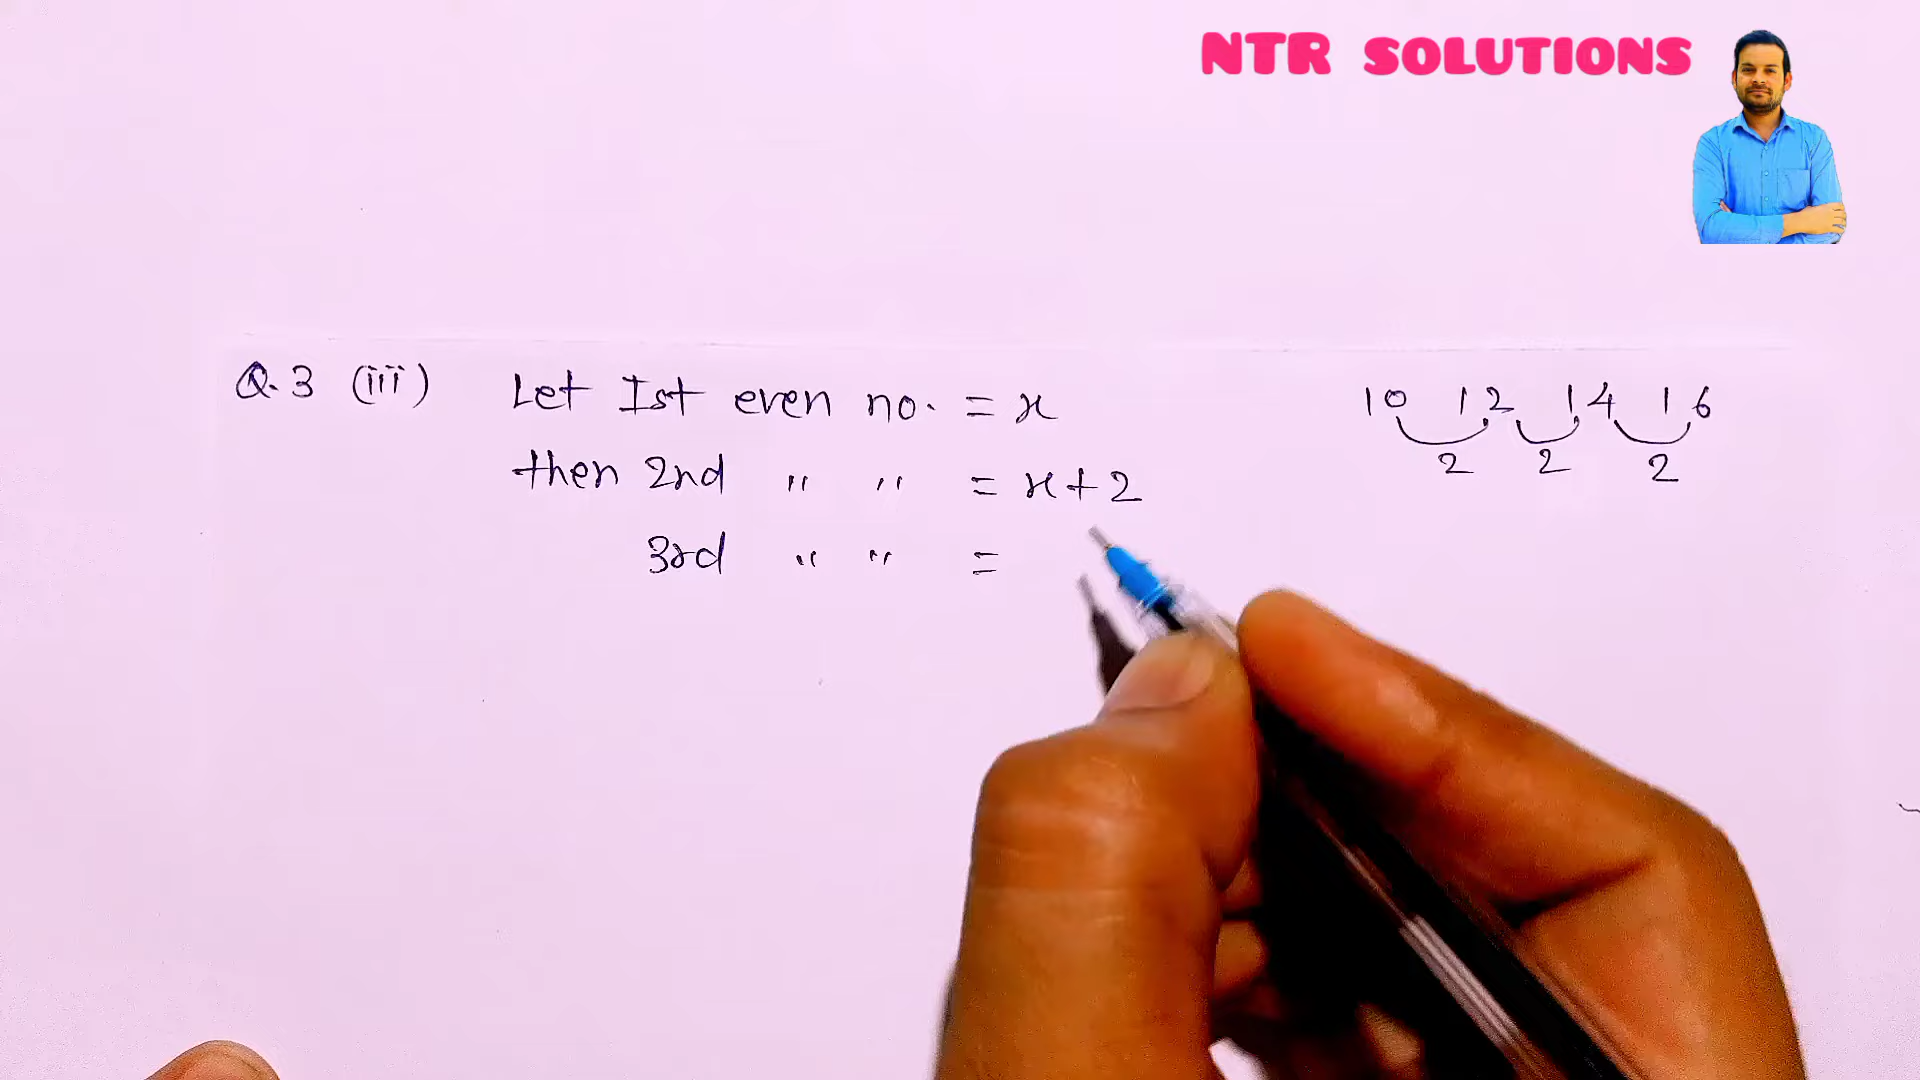 NTR SOLUTIONS
Q.3 (iii) Let Ist even no. = x
then 2nd " " = x+2
3rd " " =
10 12 14 16
2 2 2